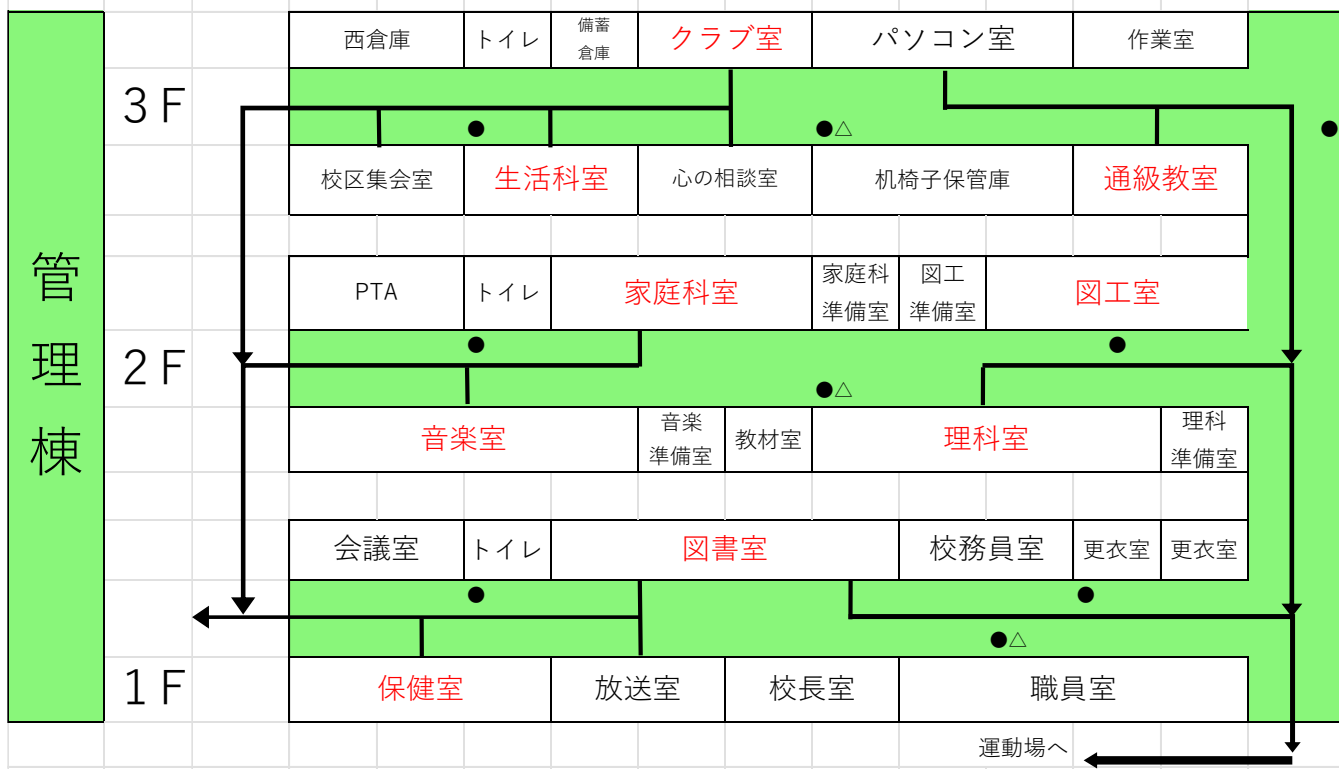 管理棟
3F
西倉庫
トイレ
備蓄
倉庫
クラブ室
パソコン室
作業室
●
●△
●
校区集会室
生活科室
心の相談室
机椅子保管庫
通級教室
2F
PTA
トイレ
家庭科室
家庭科
準備室
図工
準備室
図工室
●
●
●△
音楽室
音楽
準備室
教材室
理科室
理科
準備室
1F
会議室
トイレ
図書室
校務員室
更衣室
更衣室
●
●
●△
保健室
放送室
校長室
職員室
運動場へ